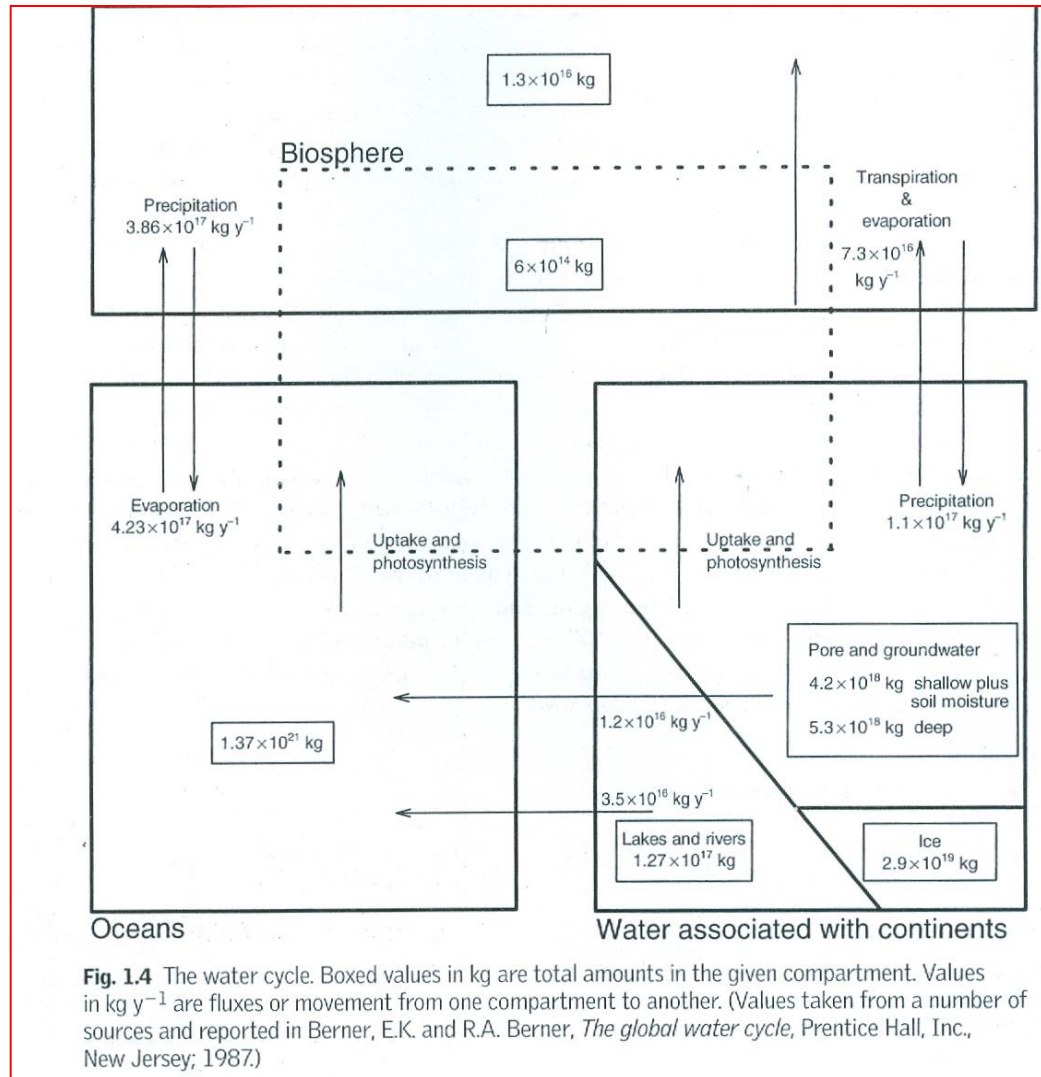 1.3×10¹⁶ kg
Biosphere
Precipitation
3.86×10¹⁷ kg y⁻¹
Transpiration
&
evaporation
7.3×10¹⁶
kg y⁻¹
6×10¹⁴ kg
Evaporation
4.23×10¹⁷ kg y⁻¹
Uptake and
photosynthesis
Uptake and
photosynthesis
Precipitation
1.1×10¹⁷ kg y⁻¹
Pore and groundwater
4.2×10¹⁸ kg shallow plus
soil moisture
5.3×10¹⁸ kg deep
1.2×10¹⁶ kg y⁻¹
1.37×10²¹ kg
3.5×10¹⁶ kg y⁻¹
Lakes and rivers
1.27×10¹⁷ kg
Ice
2.9×10¹⁹ kg
Oceans
Water associated with continents
Fig. 1.4 The water cycle. Boxed values in kg are total amounts in the given compartment. Values
in kg y⁻¹ are fluxes or movement from one compartment to another. (Values taken from a number of
sources and reported in Berner, E.K. and R.A. Berner, The global water cycle, Prentice Hall, Inc.,
New Jersey; 1987.)